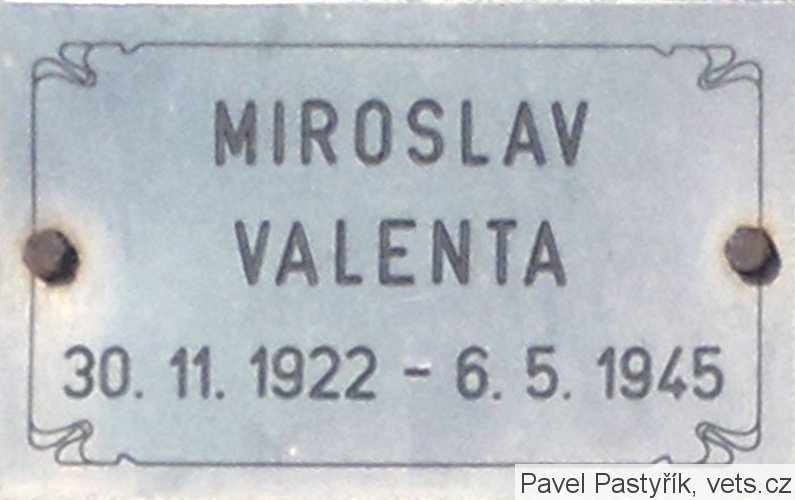 MIROSLAV
VALENTA
30. 11. 1922 - 6. 5. 1945
Pavel Pastyřík, vets.cz